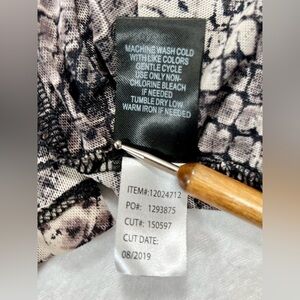 MACHINE WASH COLD
WITH LIKE COLORS
GENTLE CYCLE
USE ONLY NON-
CHLORINE BLEACH
IF NEEDED
TUMBLE DRY LOW
WARM IRON IF NEEDED
ITEM#:12024712
PO#: 1293875
CUT#: 150597
CUT DATE:
08/2019